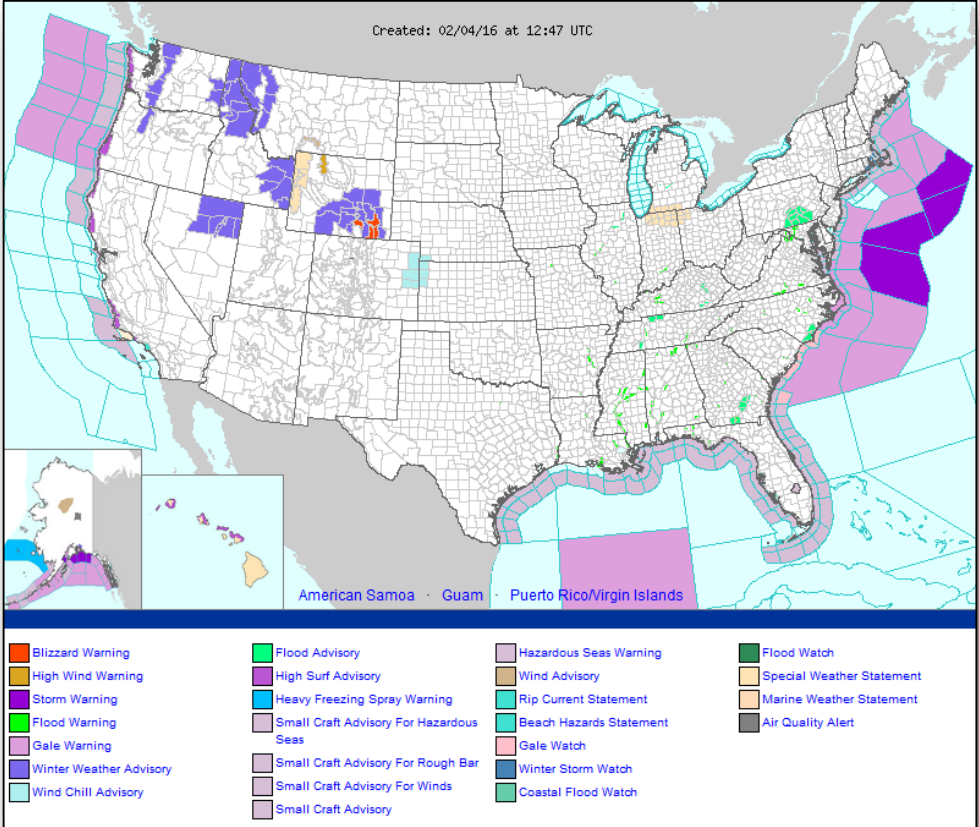 Created: 02/04/16 at 12:47 UTC
American Samoa · Guam · Puerto Rico/Virgin Islands
Blizzard Warning
High Wind Warning
Storm Warning
Flood Warning
Gale Warning
Winter Weather Advisory
Wind Chill Advisory
Flood Advisory
High Surf Advisory
Heavy Freezing Spray Warning
Small Craft Advisory For Hazardous
Seas
Small Craft Advisory For Rough Bar
Small Craft Advisory For Winds
Small Craft Advisory
Hazardous Seas Warning
Wind Advisory
Rip Current Statement
Beach Hazards Statement
Gale Watch
Winter Storm Watch
Coastal Flood Watch
Flood Watch
Special Weather Statement
Marine Weather Statement
Air Quality Alert